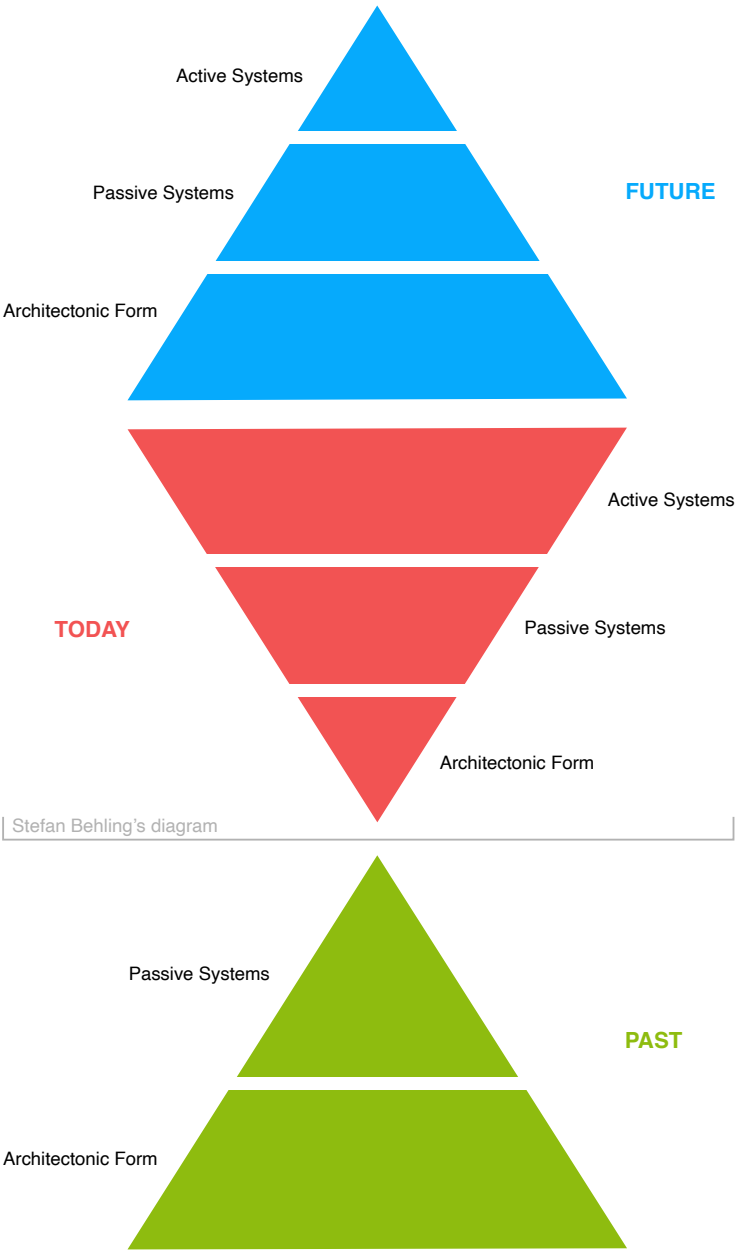 Active Systems
Passive Systems
FUTURE
Architectonic Form
Active Systems
TODAY
Passive Systems
Architectonic Form
Stefan Behling’s diagram
Passive Systems
PAST
Architectonic Form